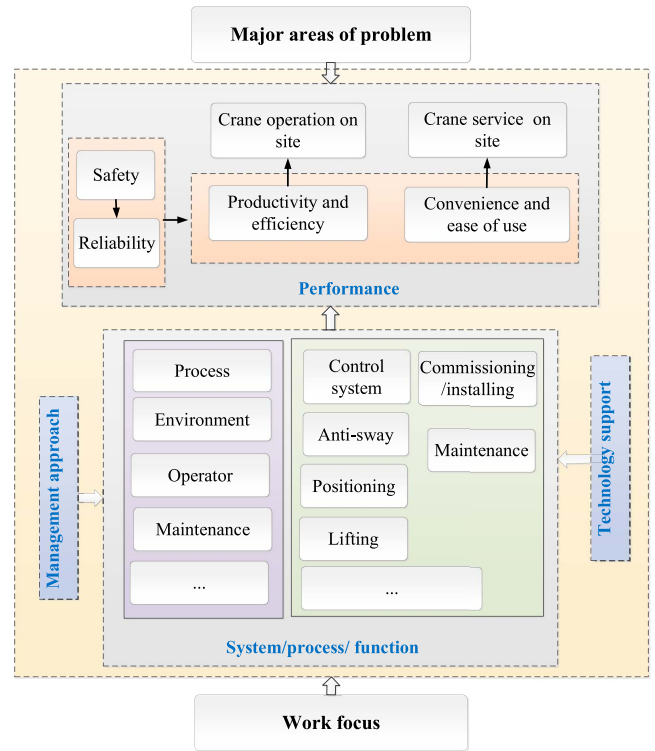 Major areas of problem
Crane operation on
site
Crane service on
site
Safety
Reliability
Productivity and
efficiency
Convenience and
ease of use
Performance
Management approach
Process
Environment
Operator
Maintenance
...
Control
system
Anti-sway
Positioning
Lifting
...
Commissioning
/installing
Maintenance
Technology support
System/process/ function
Work focus